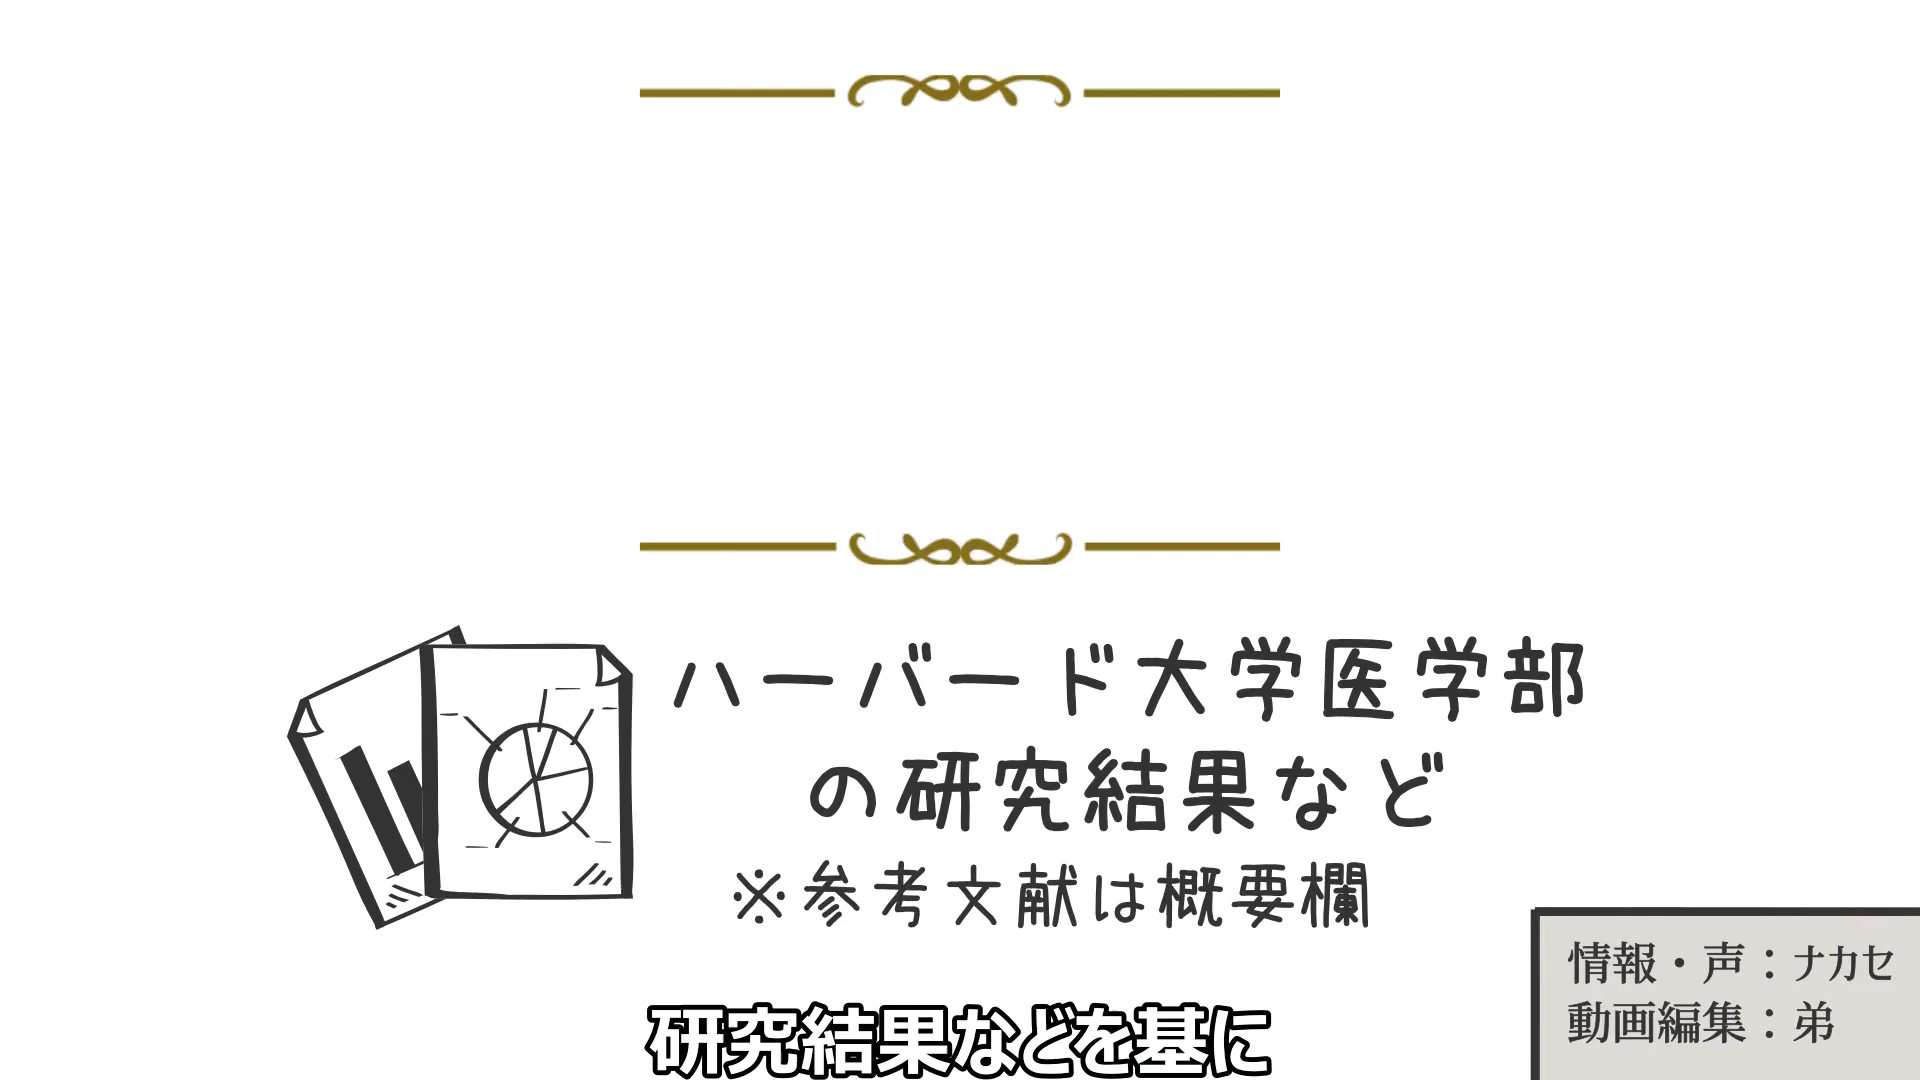 ハーバード大学医学部
の研究結果など
※参考文献は概要欄
情報・声：ナカセ
動画編集：弟
研究結果などを基に